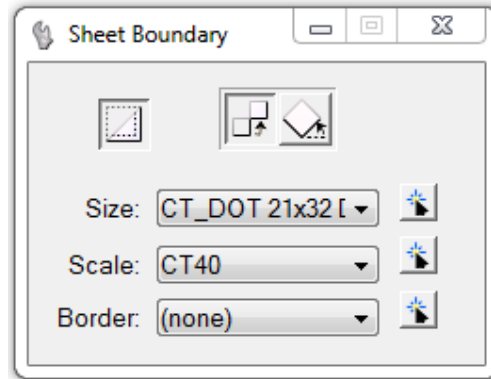 Sheet Boundary
Size: CT_DOT 21x32 [
Scale: CT40
Border: (none)